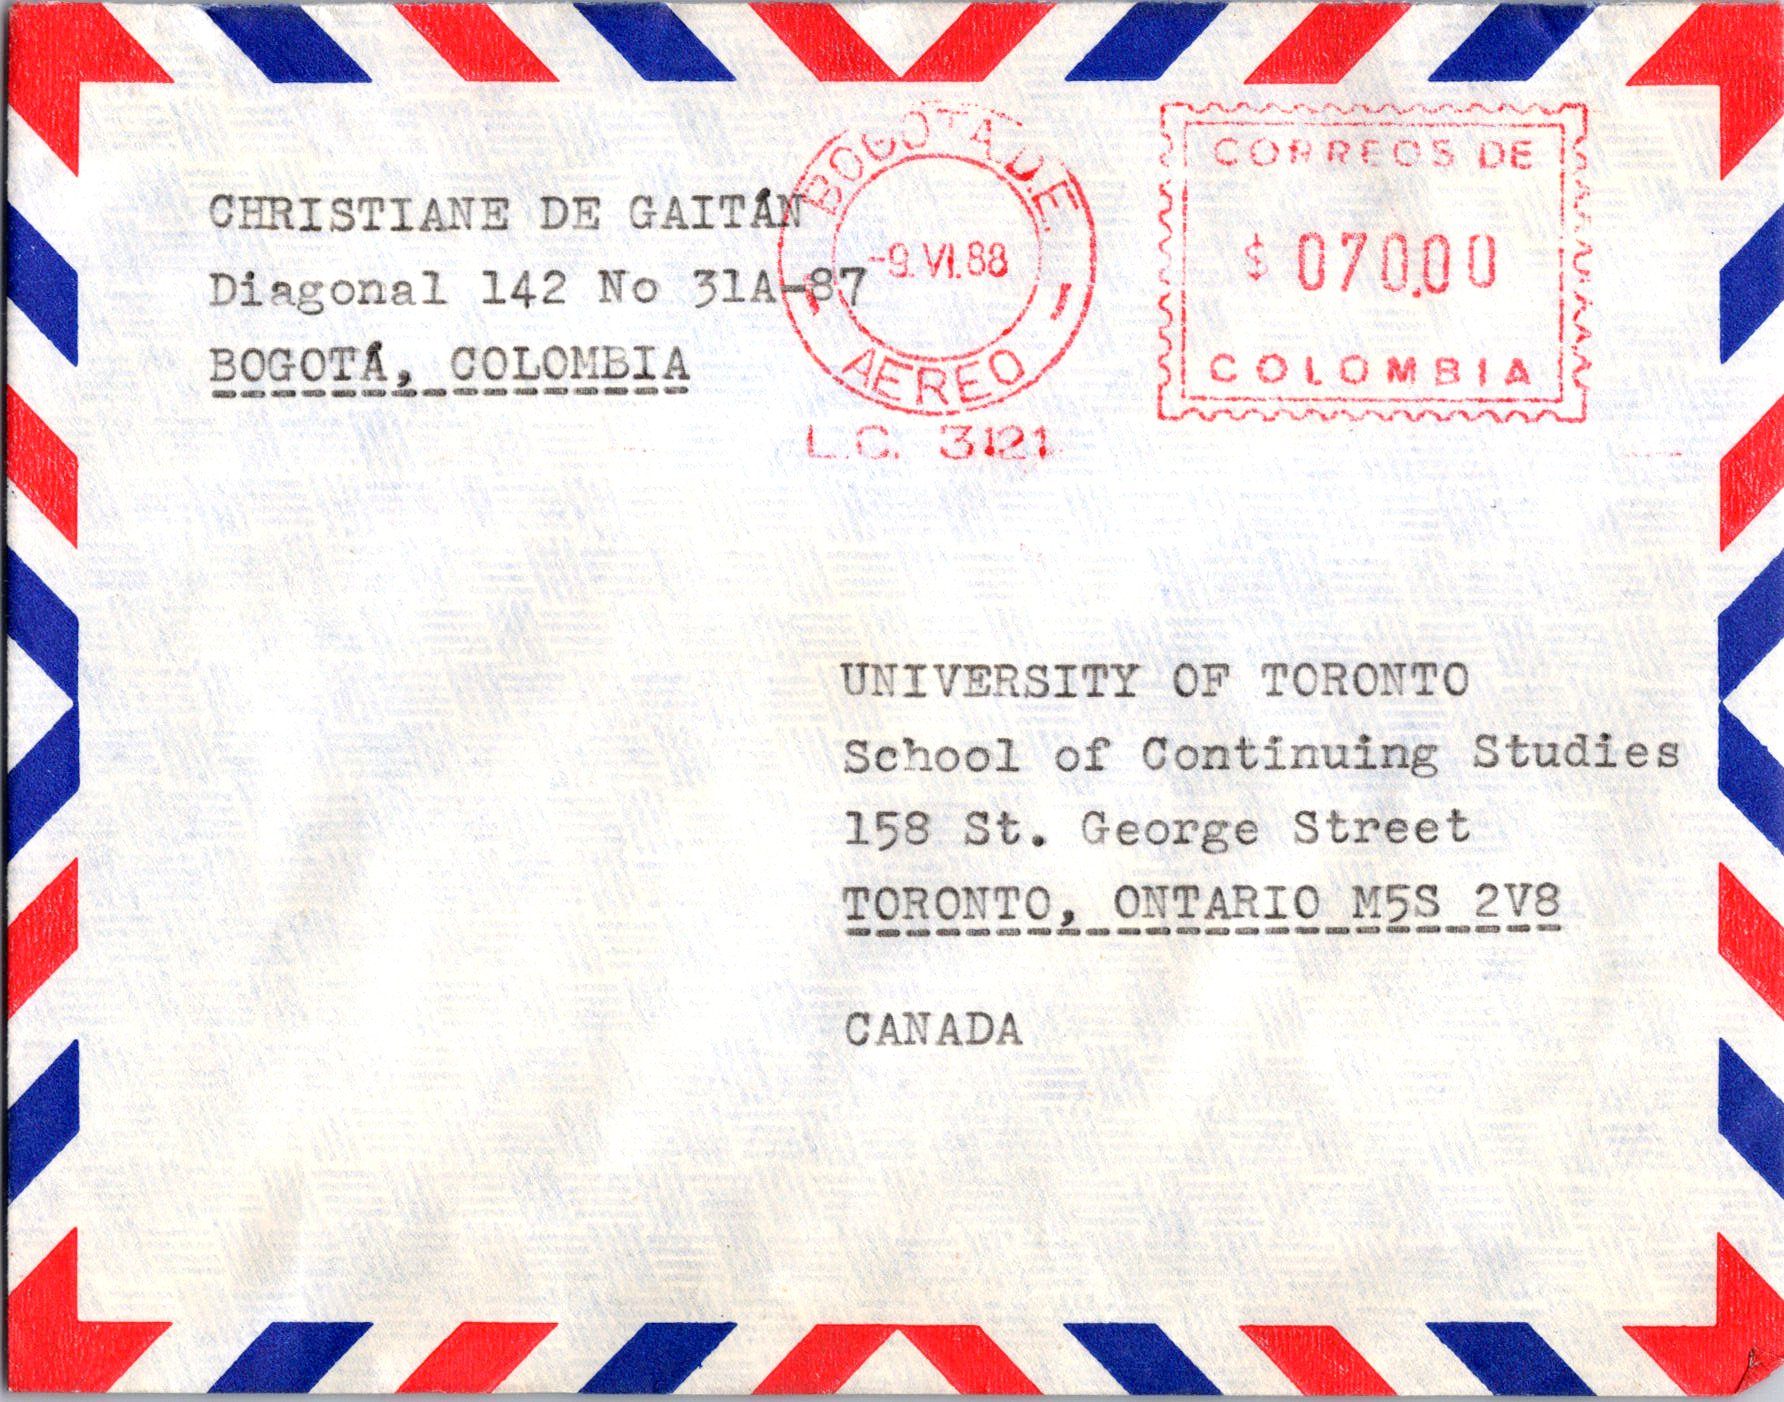 CHRISTIANE DE GAITÁN
Diagonal 142 No 31A-87
BOGOTÁ, COLOMBIA
BOGOTA.D.E.
-9.VI.88
AEREO
L.C. 3121
CORREOS DE
$ 070.00
COLOMBIA
UNIVERSITY OF TORONTO
School of Continuing Studies
158 St. George Street
TORONTO, ONTARIO M5S 2V8
CANADA